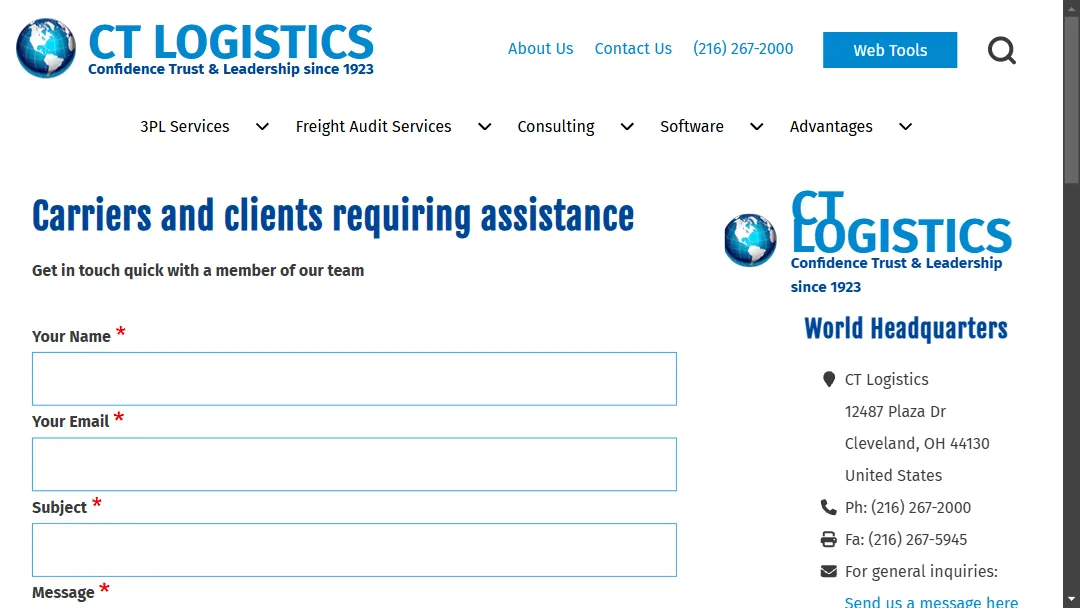 CT LOGISTICS
Confidence Trust & Leadership since 1923
About Us
Contact Us
(216) 267-2000
Web Tools
3PL Services
Freight Audit Services
Consulting
Software
Advantages
Carriers and clients requiring assistance
Get in touch quick with a member of our team
Your Name *
Your Email *
Subject *
Message *
CT
LOGISTICS
Confidence Trust & Leadership
since 1923
World Headquarters
CT Logistics
12487 Plaza Dr
Cleveland, OH 44130
United States
Ph: (216) 267-2000
Fa: (216) 267-5945
For general inquiries:
Send us a message here